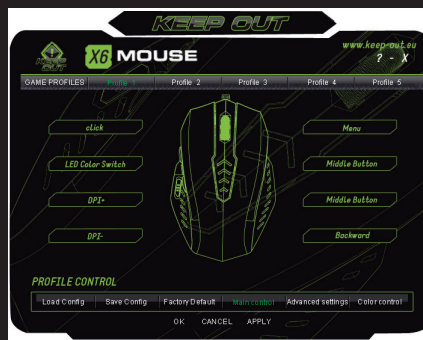 KEEP OUT
www.keep-out.eu
KEEP OUT
X6 MOUSE
? - X
GAME PROFILES Profile 1 Profile 2 Profile 3 Profile 4 Profile 5
click
Menu
LED Color Switch
Middle Button
DPI+
Middle Button
DPI-
Backward
PROFILE CONTROL
Load Config Save Config Factory Default Main control Advanced settings Color control
OK CANCEL APPLY